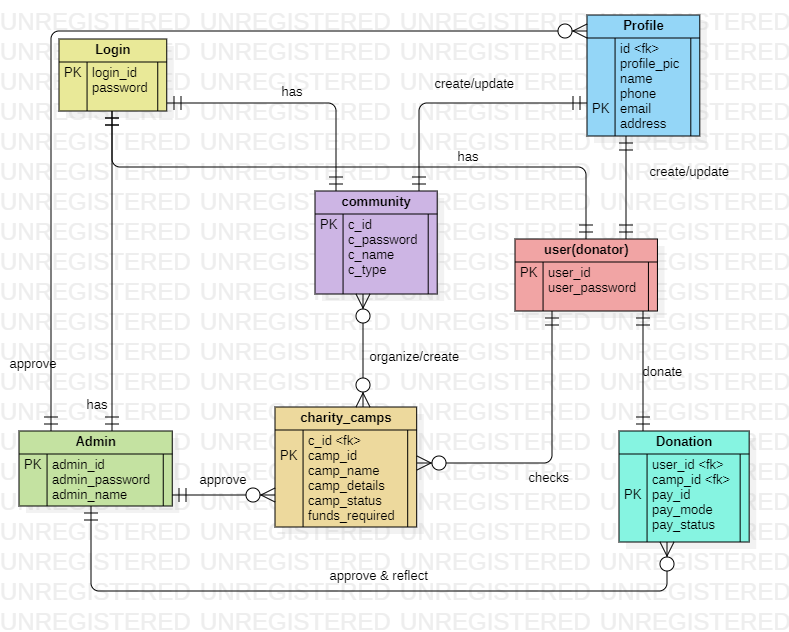 Profile
id <fk>
profile_pic
name
phone
PK email
address
Login
PK login_id
password
has
create/update
has
create/update
community
PK c_id
c_password
c_name
c_type
user(donator)
PK user_id
user_password
organize/create
approve
has
donate
charity_camps
c_id <fk>
PK camp_id
camp_name
camp_details
camp_status
funds_required
Admin
PK admin_id
admin_password
admin_name
approve
checks
Donation
user_id <fk>
camp_id <fk>
PK pay_id
pay_mode
pay_status
approve & reflect
UNREGISTERED UNREGISTERED UNREGISTERED UNREGISTERED